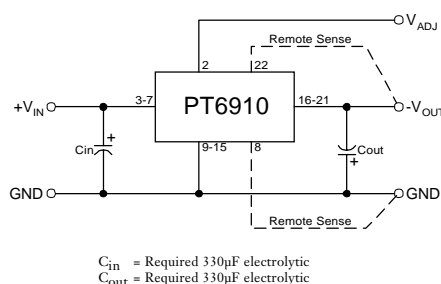 V_ADJ
Remote Sense
2
22
+V_IN
3-7
PT6910
16-21
-V_OUT
Cin
+
9-15
8
Cout
+
GND
GND
Remote Sense
C_in = Required 330µF electrolytic
C_out = Required 330µF electrolytic